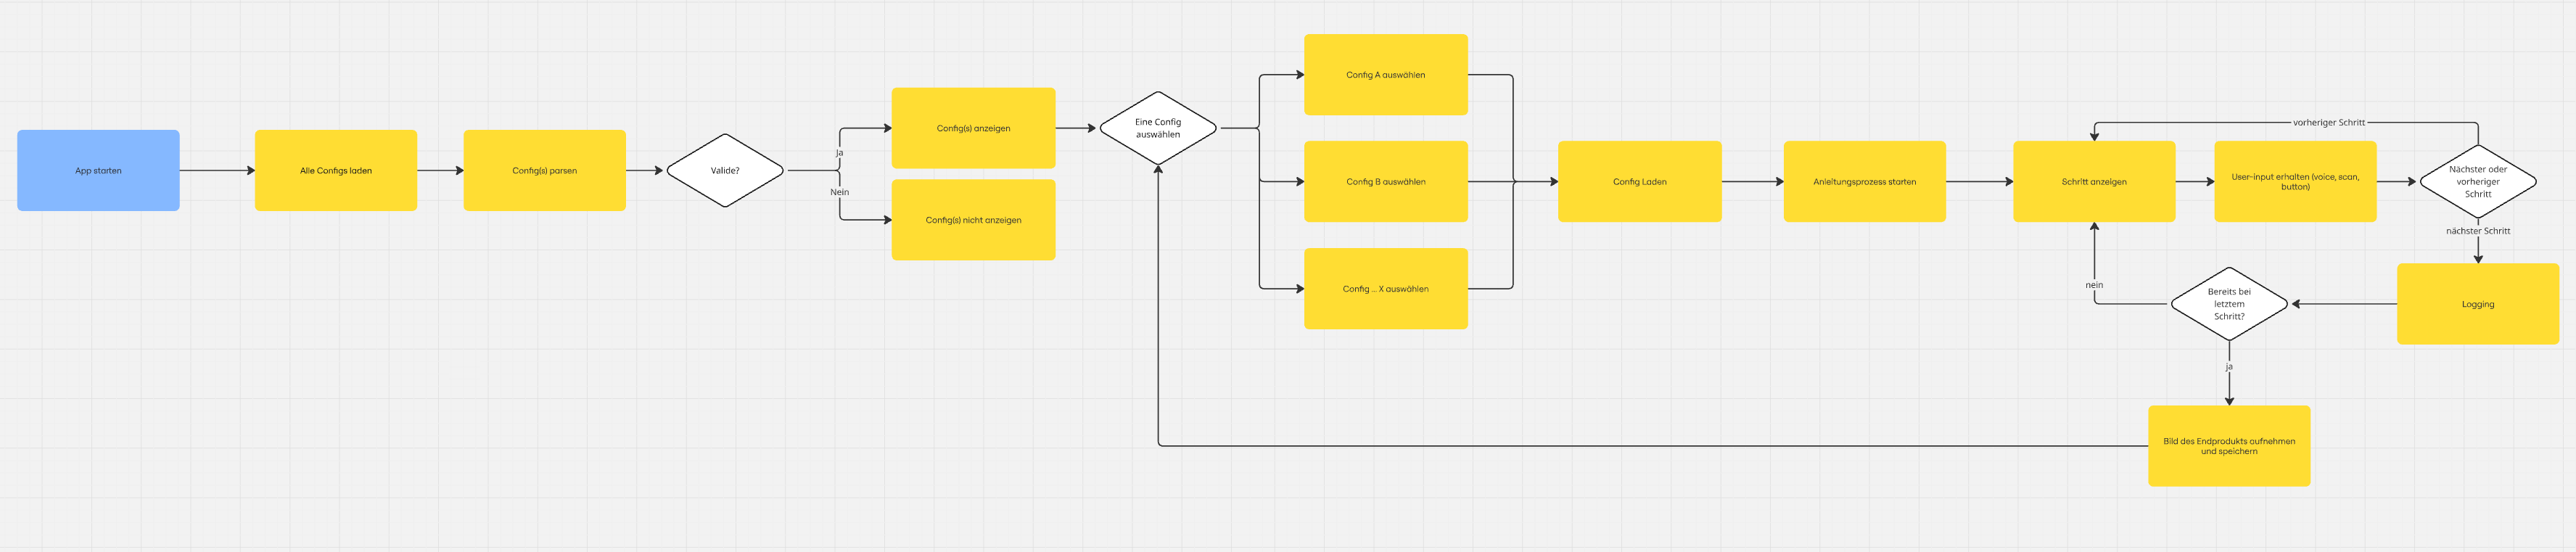 App starten
Alle Configs laden
Config(s) parsen
Valide?
Ja
Nein
Config(s) anzeigen
Config(s) nicht anzeigen
Eine Config
auswählen
Config A auswählen
Config B auswählen
Config ... X auswählen
Config Laden
Anleitungsprozess starten
Schritt anzeigen
User-input erhalten (voice, scan,
button)
Nächster oder
vorheriger
Schritt
vorheriger Schritt
nächster Schritt
Logging
Bereits bei
letztem
Schritt?
nein
ja
Bild des Endprodukts aufnehmen
und speichern